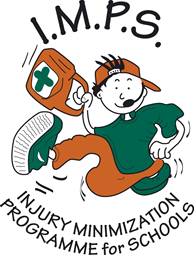 I.M.P.S.
INJURY MINIMIZATION
PROGRAMME for SCHOOLS